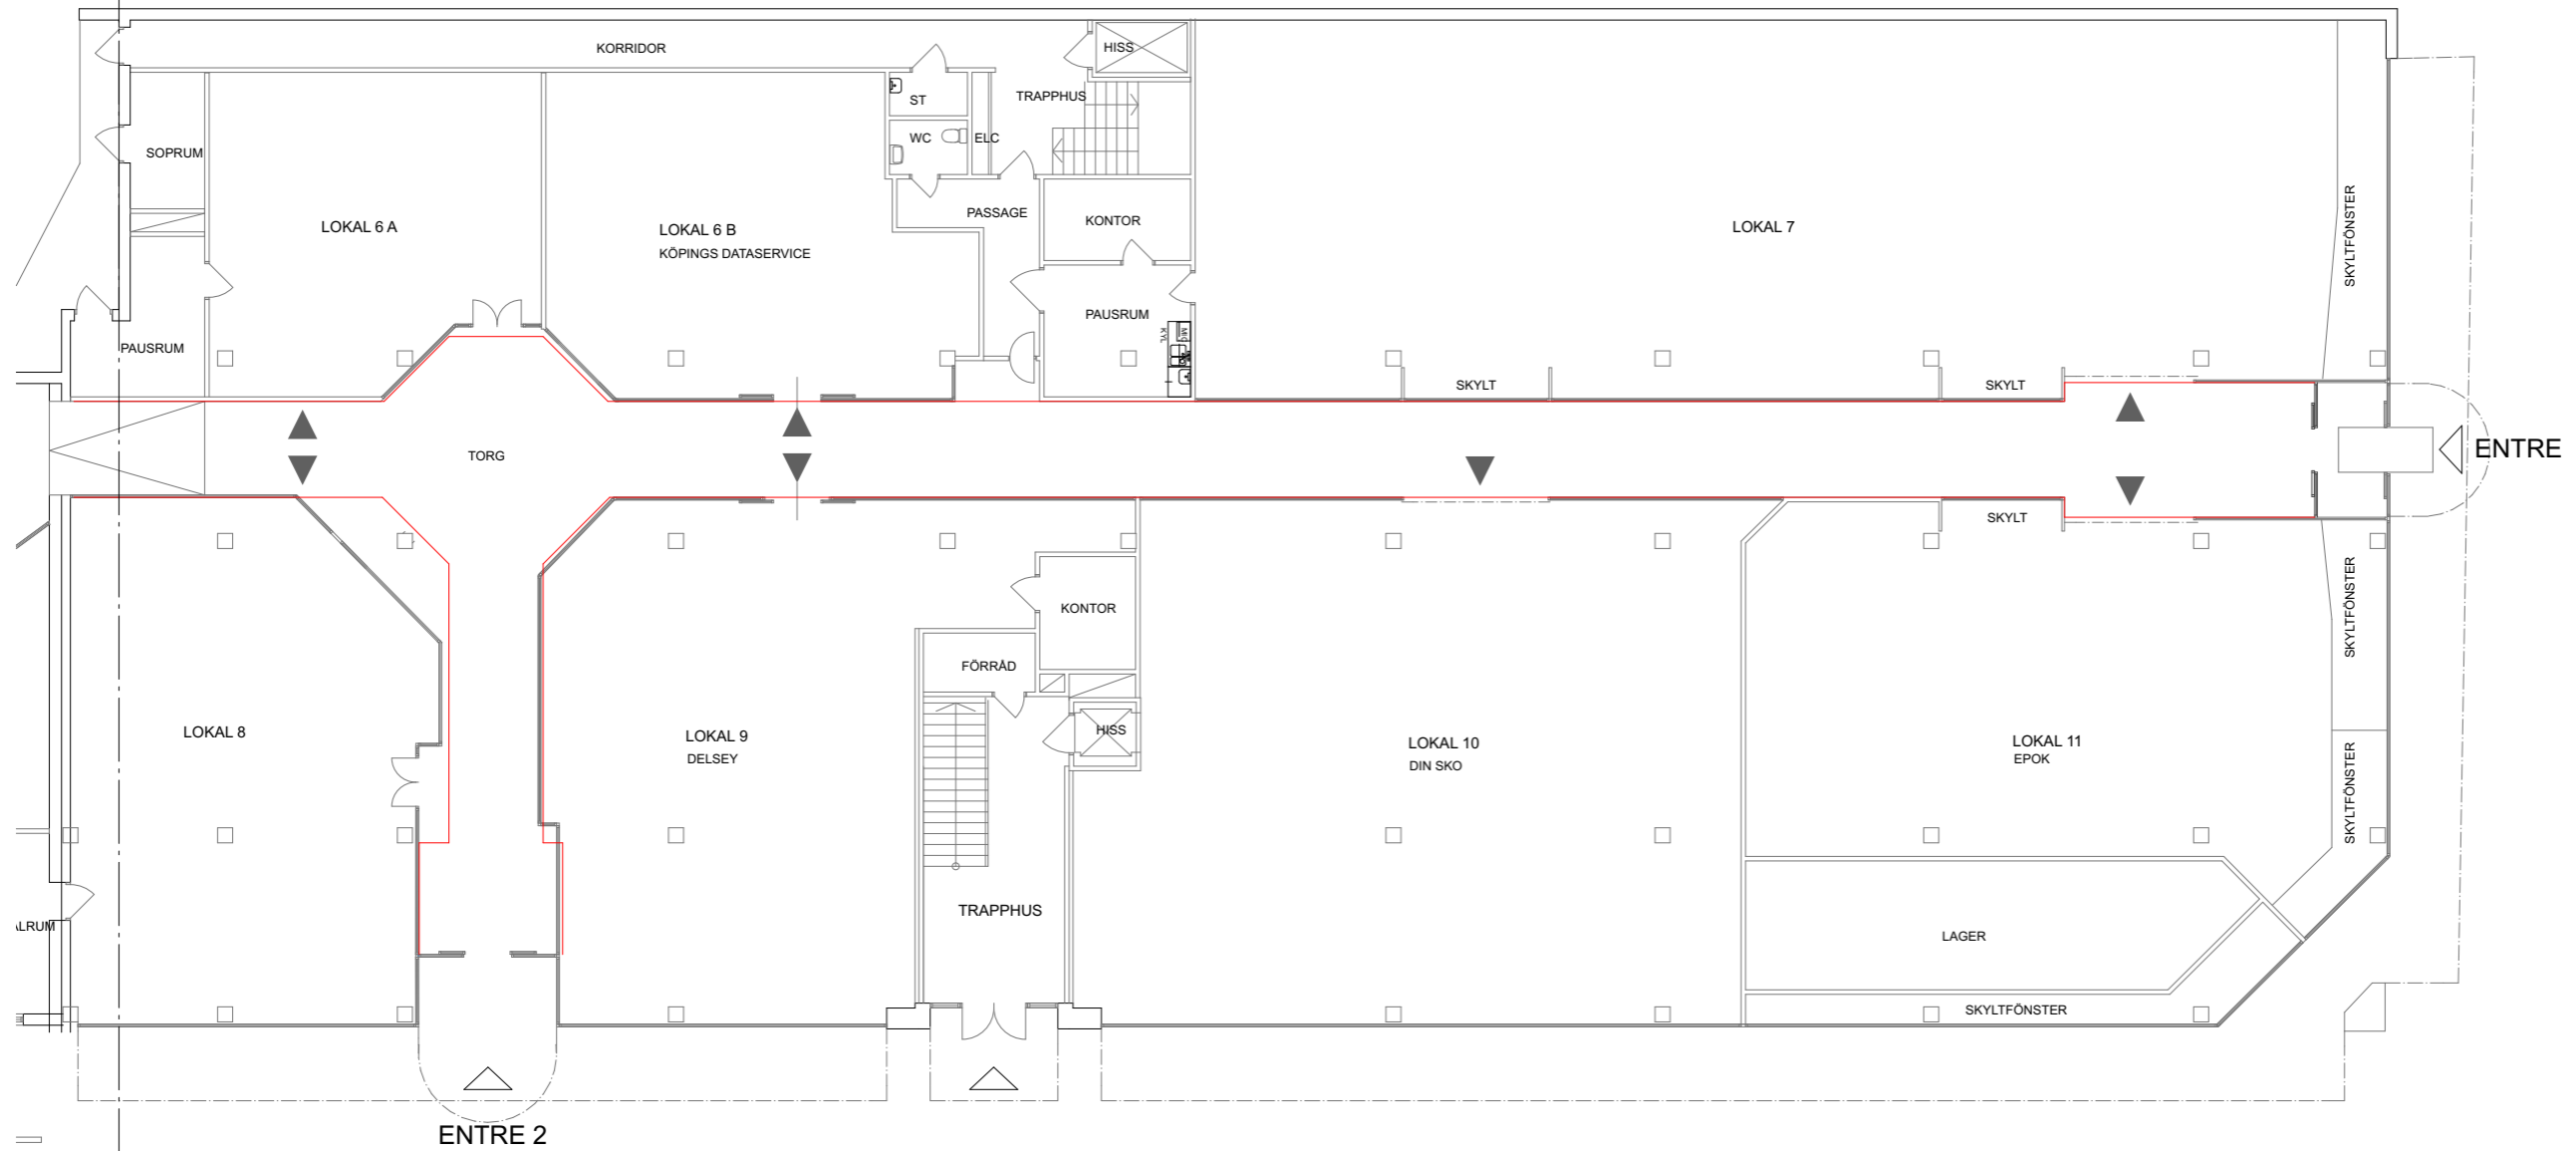 KORRIDOR
HISS
ST
TRAPPHUS
WC
ELC
SOPRUM
PASSAGE
KONTOR
LOKAL 6 A
LOKAL 6 B
KÖPINGS DATASERVICE
LOKAL 7
SKYLTFÖNSTER
PAUSRUM
PAUSRUM
KYL
SKYLT
SKYLT
TORG
ENTRE
SKYLT
SKYLTFÖNSTER
KONTOR
FÖRRÅD
LOKAL 8
LOKAL 9
DELSEY
HISS
LOKAL 10
DIN SKO
LOKAL 11
EPOK
SKYLTFÖNSTER
TRAPPHUS
ALRUM
LAGER
SKYLTFÖNSTER
ENTRE 2